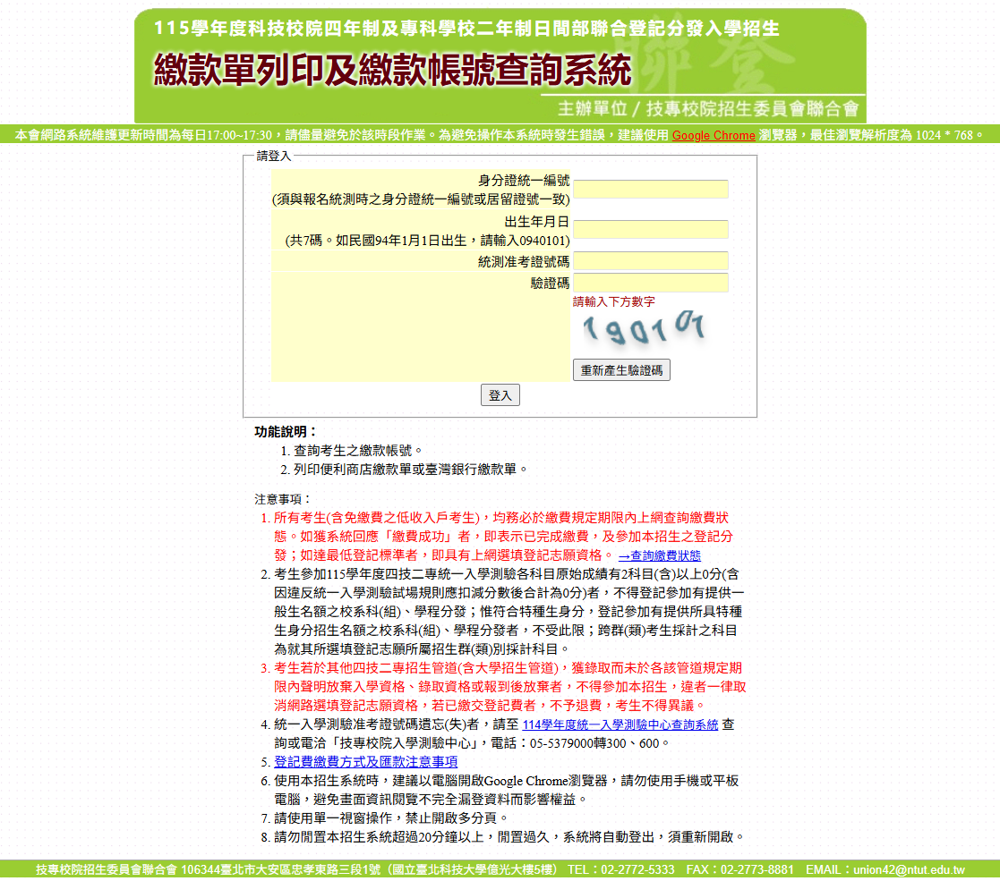 115學年度科技校院四年制及專科學校二年制日間部聯合登記分發入學招生
聯登
繳款單列印及繳款帳號查詢系統
主辦單位 / 技專校院招生委員會聯合會
本會網路系統維護更新時間為每日17:00~17:30，請儘量避免於該時段作業。為避免操作本系統時發生錯誤，建議使用 Google Chrome 瀏覽器，最佳瀏覽解析度為 1024 * 768。
請登入
身分證統一編號
(須與報名統測時之身分證統一編號或居留證號一致)
出生年月日
(共7碼。如民國94年1月1日出生，請輸入0940101)
統測准考證號碼
驗證碼
請輸入下方數字
190101
重新產生驗證碼
登入
功能說明：
1. 查詢考生之繳款帳號。
2. 列印便利商店繳款單或臺灣銀行繳款單。
注意事項：
1. 所有考生(含免繳費之低收入戶考生)，均務必於繳費規定期限內上網查詢繳費狀
態。如獲系統回應「繳費成功」者，即表示已完成繳費，及參加本招生之登記分
發；如達最低登記標準者，即具有上網選填登記志願資格。 →查詢繳費狀態
2. 考生參加115學年度四技二專統一入學測驗各科目原始成績有2科目(含)以上0分(含
因違反統一入學測驗試場規則應扣減分數後合計為0分)者，不得登記參加有提供一
般生名額之校系科(組)、學程分發；惟符合特種生身分，登記參加有提供所具特種
生身分招生名額之校系科(組)、學程分發者，不受此限；跨群(類)考生採計之科目
為就其所選填登記志願所屬招生群(類)別採計科目。
3. 考生若於其他四技二專招生管道(含大學招生管道)，獲錄取而未於各該管道規定期
限內聲明放棄入學資格、錄取資格或報到後放棄者，不得參加本招生，違者一律取
消網路選填登記志願資格，若已繳交登記費者，不予退費，考生不得異議。
4. 統一入學測驗准考證號碼遺忘(失)者，請至 114學年度統一入學測驗中心查詢系統 查
詢或電洽「技專校院入學測驗中心」，電話：05-5379000轉300、600。
5. 登記費繳費方式及匯款注意事項
6. 使用本招生系統時，建議以電腦開啟Google Chrome瀏覽器，請勿使用手機或平板
電腦，避免畫面資訊閱覽不完全漏登資料而影響權益。
7. 請使用單一視窗操作，禁止開啟多分頁。
8. 請勿閒置本招生系統超過20分鐘以上，閒置過久，系統將自動登出，須重新開啟。
技專校院招生委員會聯合會 106344臺北市大安區忠孝東路三段1號（國立臺北科技大學億光大樓5樓） TEL：02-2772-5333 FAX：02-2773-8881 EMAIL：union42@ntut.edu.tw